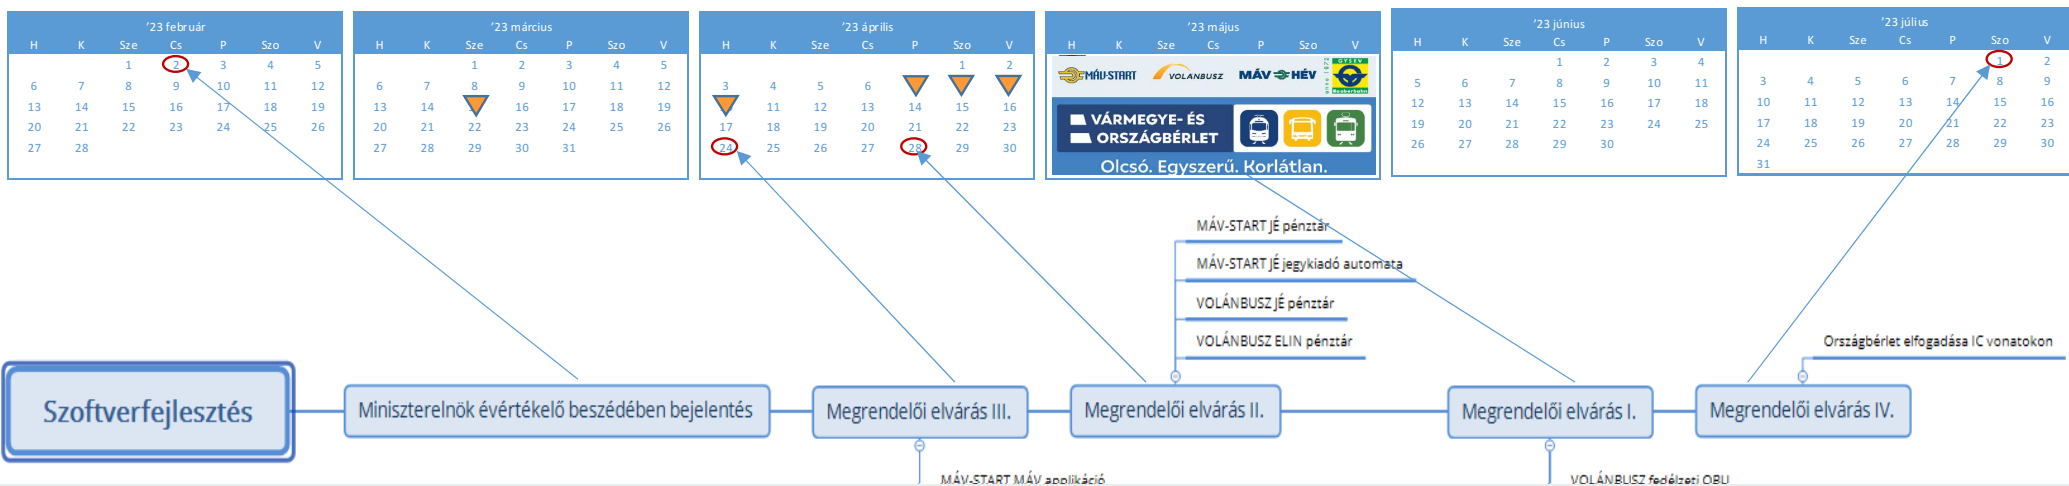 '23 február
H K Sze Cs P Szo V
1 2 3 4 5
6 7 8 9 10 11 12
13 14 15 16 17 18 19
20 21 22 23 24 25 26
27 28
'23 március
H K Sze Cs P Szo V
1 2 3 4 5
6 7 8 9 10 11 12
13 14 16 17 18 19
20 21 22 23 24 25 26
27 28 29 30 31
'23 április
H K Sze Cs P Szo V
1 2
3 4 5 6
11 12 13 14 15 16
17 18 19 20 21 22 23
24 25 26 27 28 29 30
'23 május
H K Sze Cs P Szo V
MÁV-START VOLÁNBUSZ MÁV HÉV GYSEV
Raaberbahn
anno 1872
VÁRMEGYE- ÉS
ORSZÁGBÉRLET
Olcsó. Egyszerű. Korlátlan.
'23 június
H K Sze Cs P Szo V
1 2 3 4
5 6 7 8 9 10 11
12 13 14 15 16 17 18
19 20 21 22 23 24 25
26 27 28 29 30
'23 július
H K Sze Cs P Szo V
1 2
3 4 5 6 7 8 9
10 11 12 13 14 15 16
17 18 19 20 21 22 23
24 25 26 27 28 29 30
31
MÁV-START JÉ pénztár
MÁV-START JÉ jegykiadó automata
VOLÁNBUSZ JÉ pénztár
VOLÁNBUSZ ELIN pénztár
Országbérlet elfogadása IC vonatokon
Szoftverfejlesztés
Miniszterelnök évértékelő beszédében bejelentés
Megrendelői elvárás III.
Megrendelői elvárás II.
Megrendelői elvárás I.
Megrendelői elvárás IV.
MÁV-START MÁV applikáció
VOLÁNBUSZ fedélzeti OBU